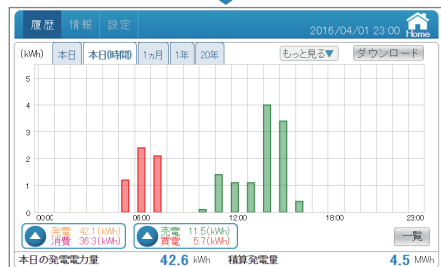 履歴 情報 設定 2016/04/01 23:00 Home
(kWh) 本日 本日(時間) 1ヵ月 1年 20年 もっと見る▼ ダウンロード
5
4
3
2
1
0
00:00 06:00 12:00 18:00 23:00
発電 42.1(kWh) 売電 11.5(kWh)
消費 36.3(kWh) 買電 5.7(kWh) 一覧
本日の発電電力量 42.6 kWh 積算発電量 4.5 MWh